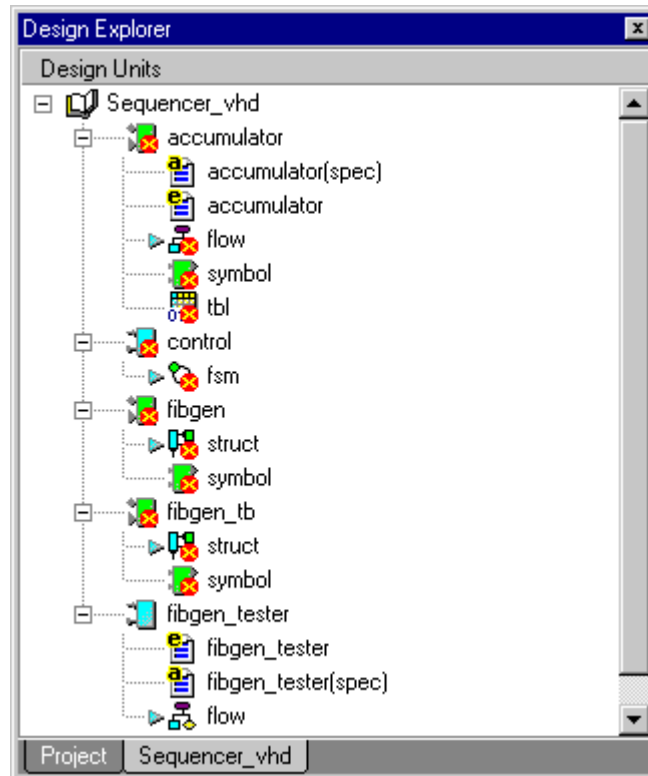 Design Explorer
Design Units
Sequencer_vhd
accumulator
a accumulator(spec)
e accumulator
flow
symbol
01 tbl
control
fsm
fibgen
struct
symbol
fibgen_tb
struct
symbol
fibgen_tester
e fibgen_tester
a fibgen_tester(spec)
flow
Project Sequencer_vhd